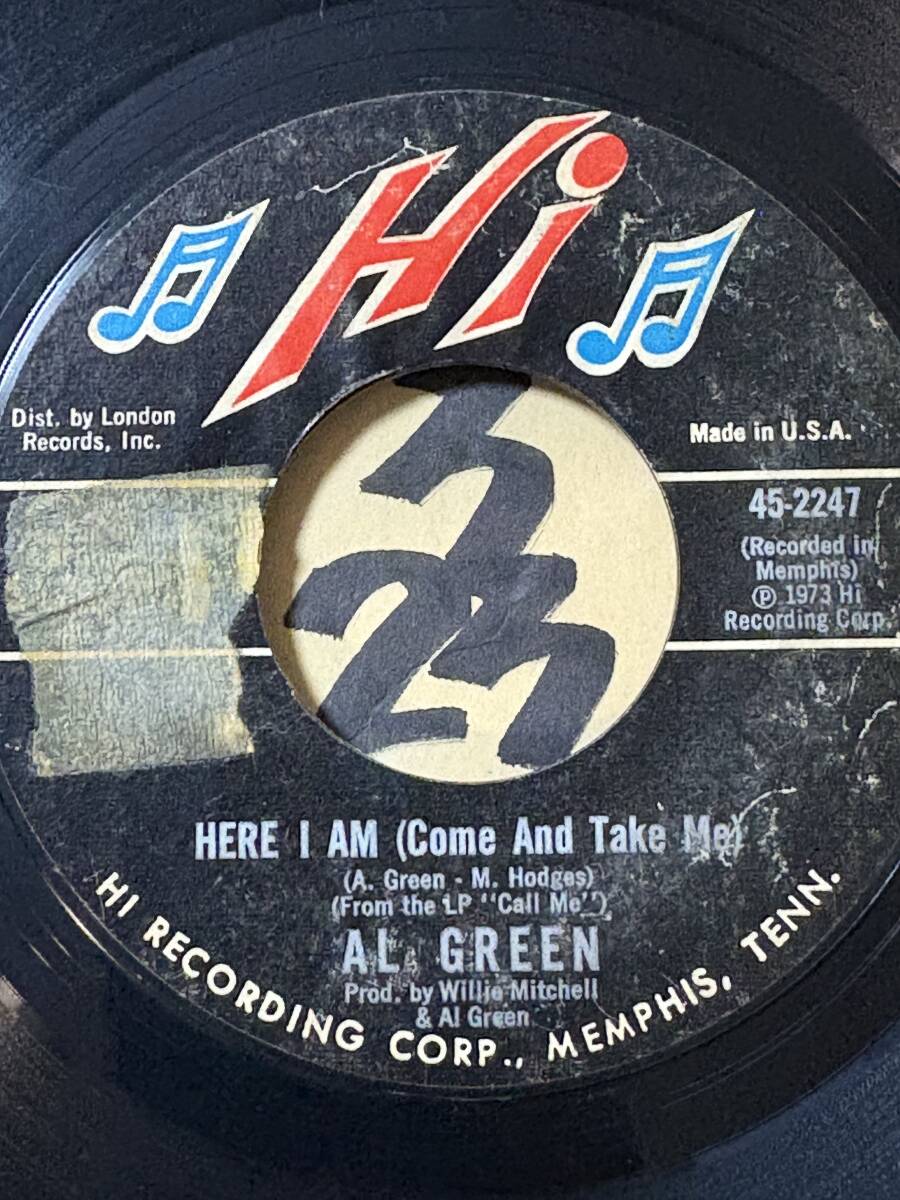 Hi
Dist. by London
Records, Inc.
Made in U.S.A.
45-2247
(Recorded in
Memphis)
℗ 1973 Hi
Recording Corp.
HERE I AM (Come And Take Me)
(A. Green - M. Hodges)
(From the LP "Call Me")
AL GREEN
Prod. by Willie Mitchell
& Al Green
HI RECORDING CORP., MEMPHIS, TENN.